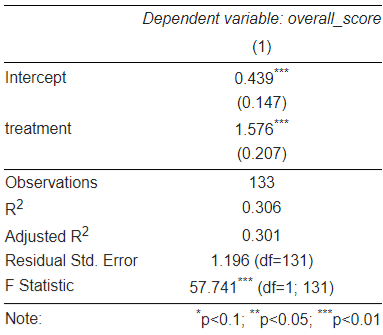 Dependent variable: overall_score
(1)
Intercept 0.439***
(0.147)
treatment 1.576***
(0.207)
Observations 133
R2 0.306
Adjusted R2 0.301
Residual Std. Error 1.196 (df=131)
F Statistic 57.741*** (df=1; 131)
Note: *p<0.1; **p<0.05; ***p<0.01